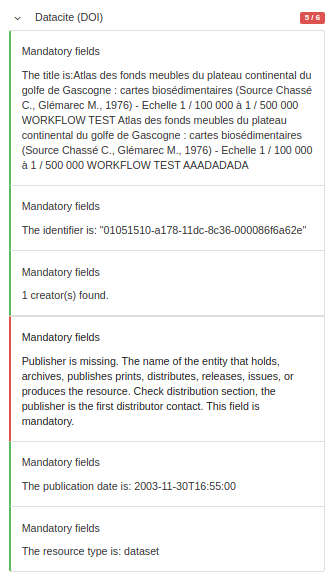 Datacite (DOI)
5 / 6
Mandatory fields
The title is:Atlas des fonds meubles du plateau continental du
golfe de Gascogne : cartes biosédimentaires (Source Chassé
C., Glémarec M., 1976) - Echelle 1 / 100 000 à 1 / 500 000
WORKFLOW TEST Atlas des fonds meubles du plateau
continental du golfe de Gascogne : cartes biosédimentaires
(Source Chassé C., Glémarec M., 1976) - Echelle 1 / 100 000
à 1 / 500 000 WORKFLOW TEST AAADADADA
Mandatory fields
The identifier is: "01051510-a178-11dc-8c36-000086f6a62e"
Mandatory fields
1 creator(s) found.
Mandatory fields
Publisher is missing. The name of the entity that holds,
archives, publishes prints, distributes, releases, issues, or
produces the resource. Check distribution section, the
publisher is the first distributor contact. This field is
mandatory.
Mandatory fields
The publication date is: 2003-11-30T16:55:00
Mandatory fields
The resource type is: dataset